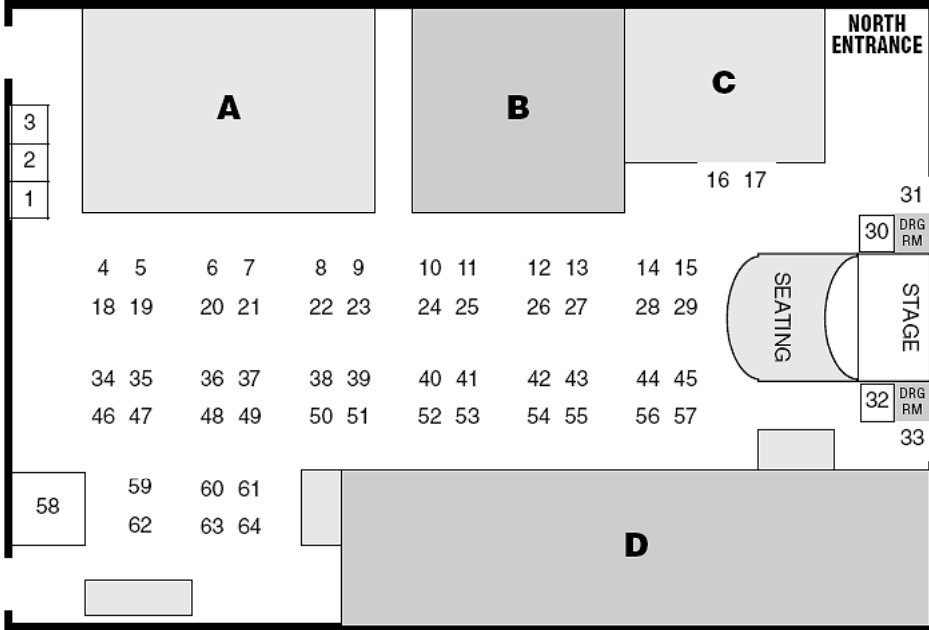 NORTH
ENTRANCE
A
B
C
3
2
1
16 17
31
30
DRG
RM
4 5 6 7 8 9 10 11 12 13 14 15
18 19 20 21 22 23 24 25 26 27 28 29
SEATING
STAGE
34 35 36 37 38 39 40 41 42 43 44 45
46 47 48 49 50 51 52 53 54 55 56 57
32
DRG
RM
33
58
59 60 61
62 63 64
D